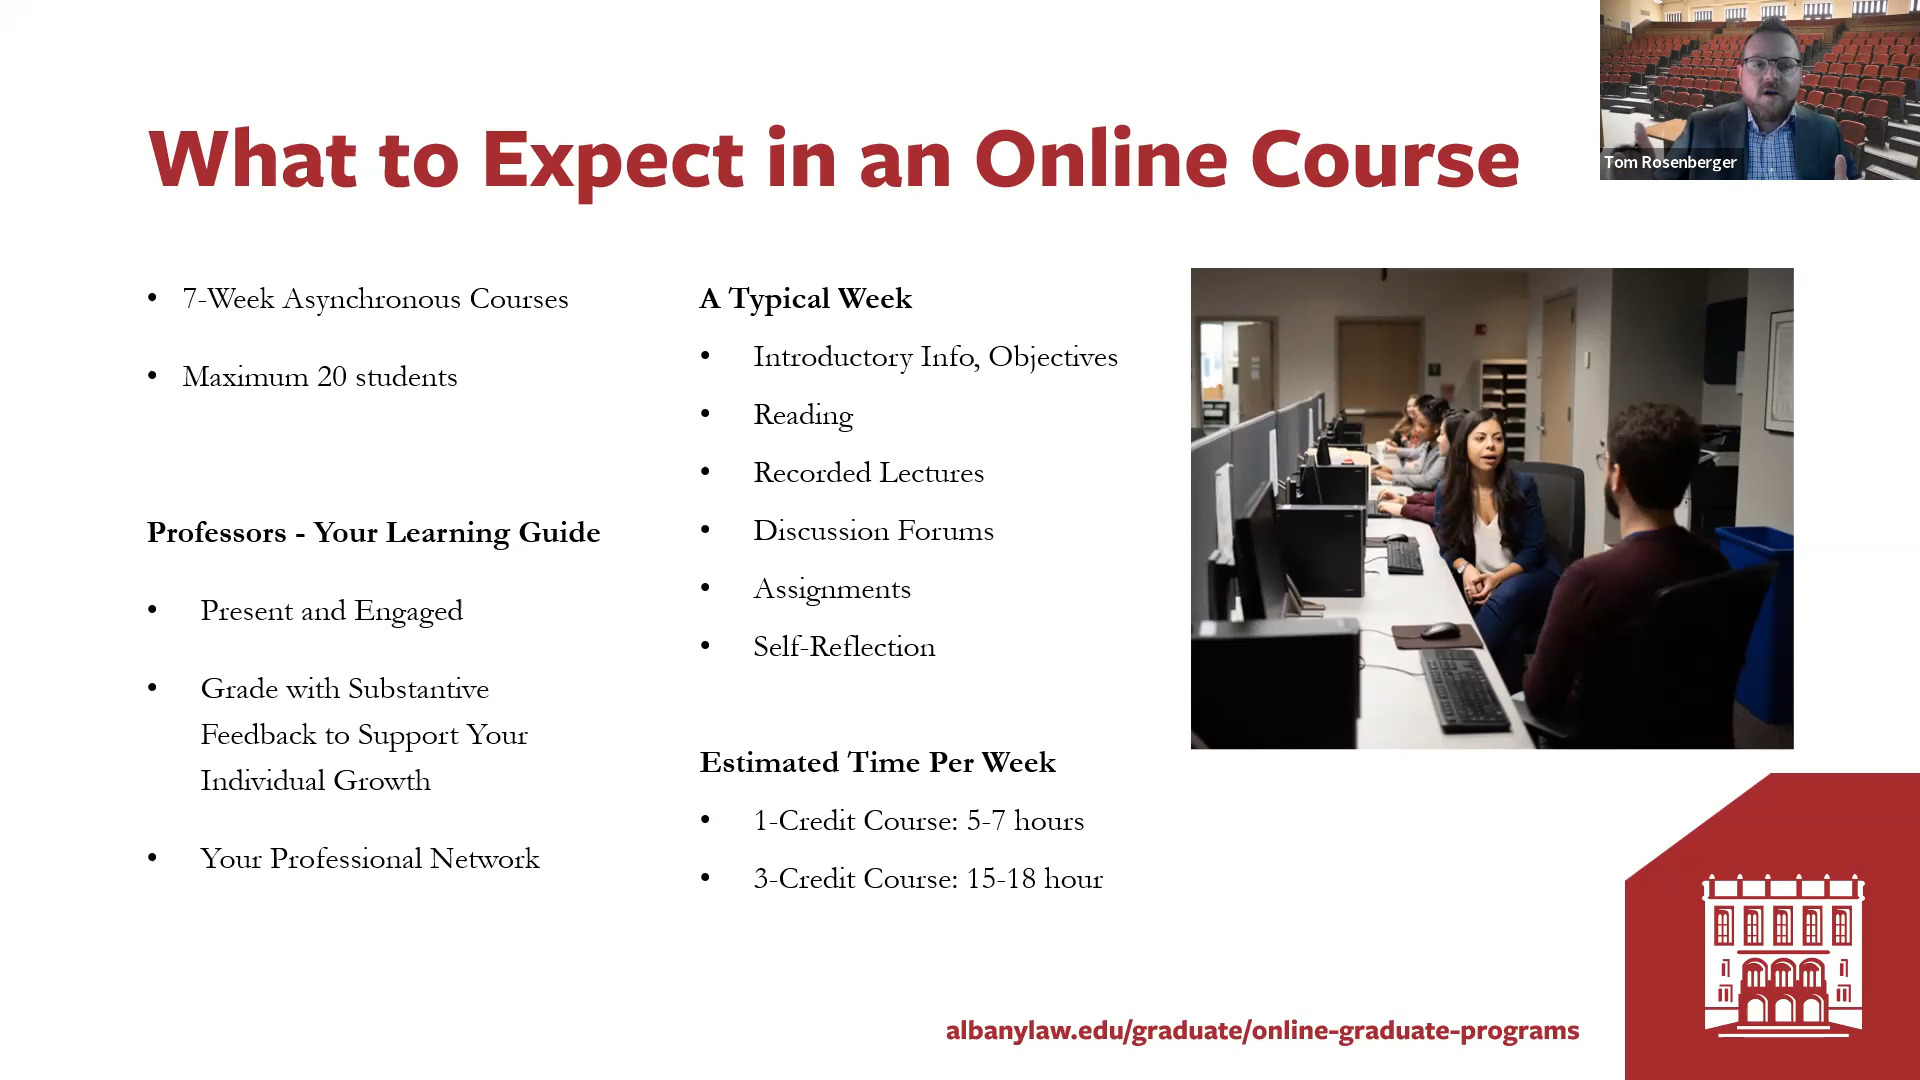 What to Expect in an Online Course
Tom Rosenberger
• 7-Week Asynchronous Courses
• Maximum 20 students
Professors - Your Learning Guide
• Present and Engaged
• Grade with Substantive
Feedback to Support Your
Individual Growth
• Your Professional Network
A Typical Week
• Introductory Info, Objectives
• Reading
• Recorded Lectures
• Discussion Forums
• Assignments
• Self-Reflection
Estimated Time Per Week
• 1-Credit Course: 5-7 hours
• 3-Credit Course: 15-18 hour
albanylaw.edu/graduate/online-graduate-programs